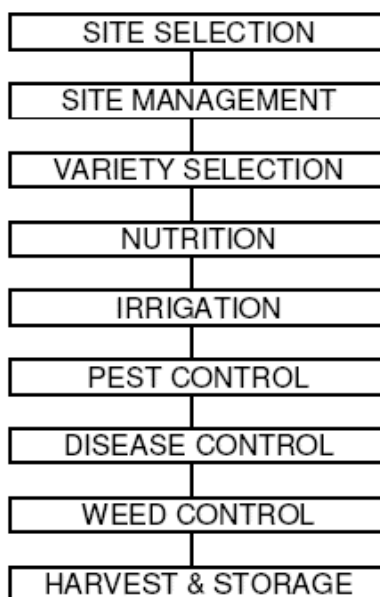 SITE SELECTION
SITE MANAGEMENT
VARIETY SELECTION
NUTRITION
IRRIGATION
PEST CONTROL
DISEASE CONTROL
WEED CONTROL
HARVEST & STORAGE